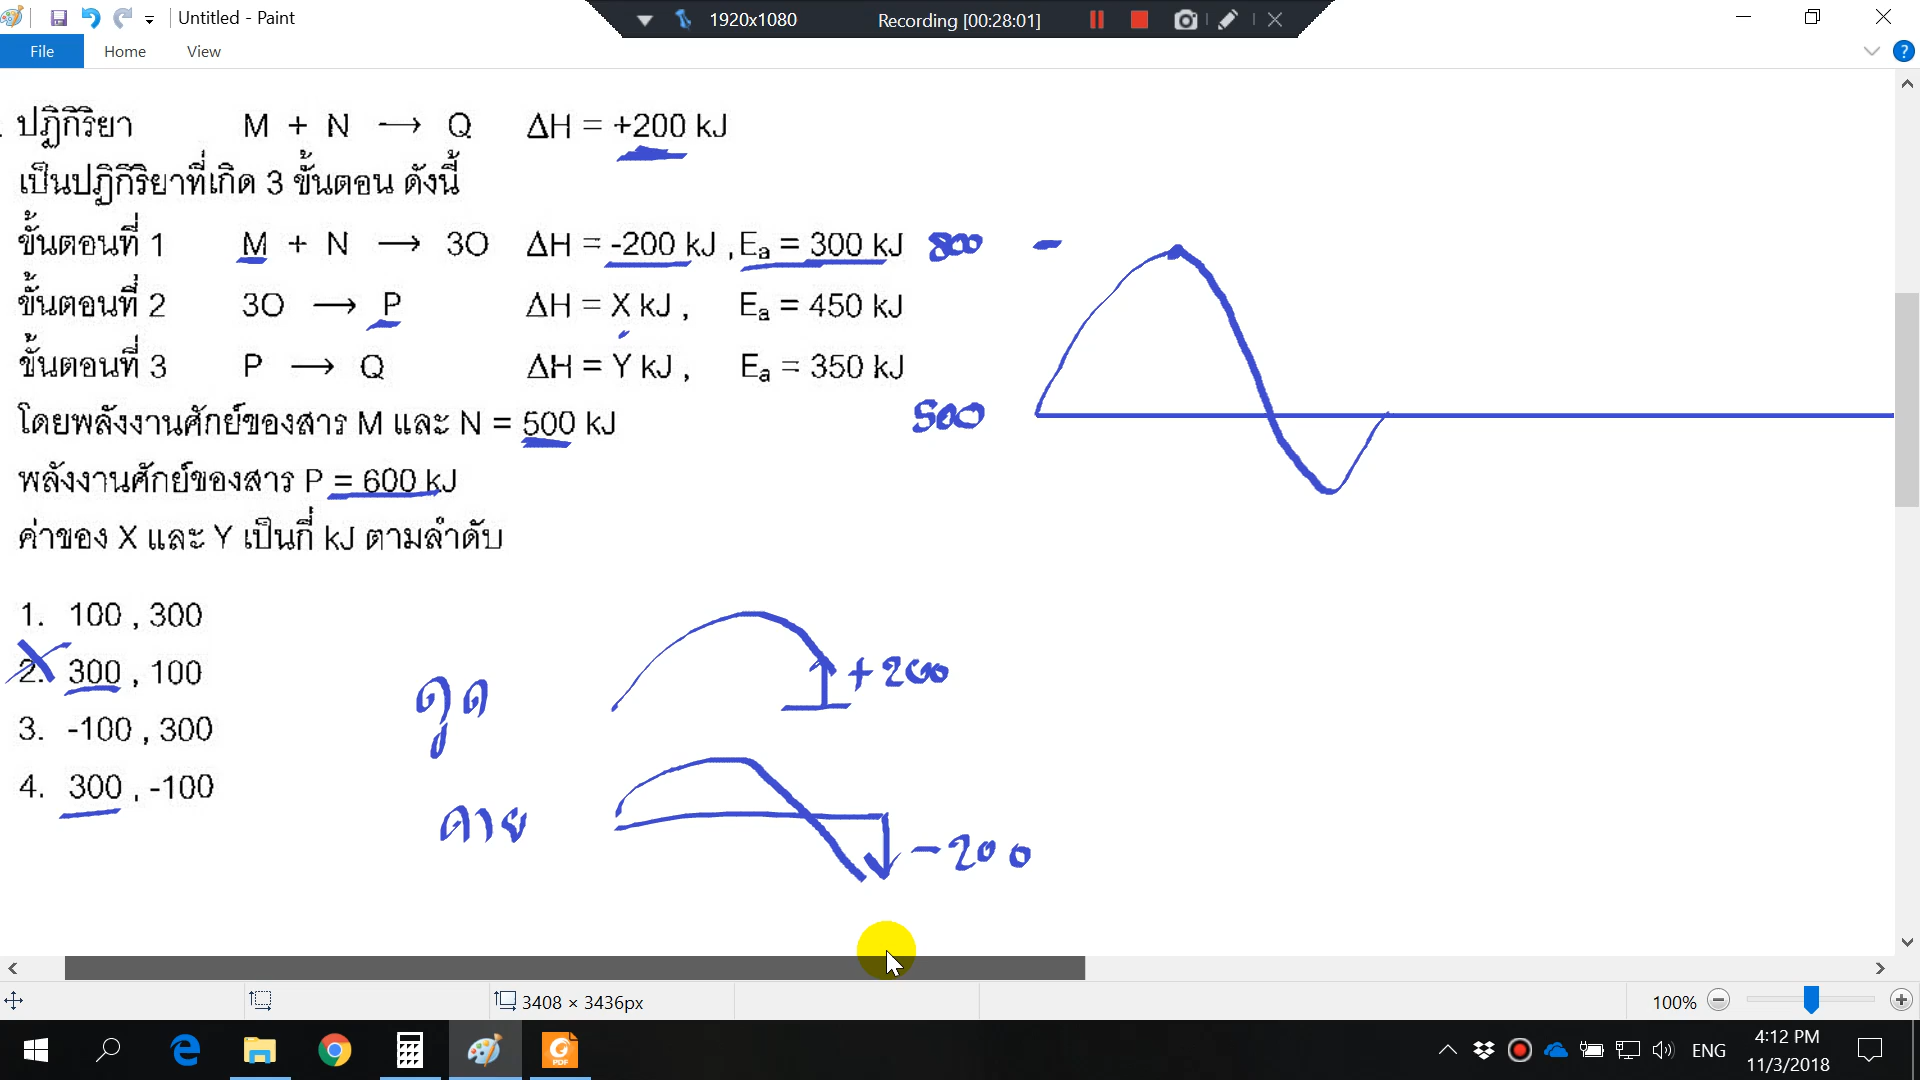 Untitled - Paint
1920x1080 Recording [00:28:01]
File Home View
ปฏิกิริยา M + N → Q ΔH = +200 kJ
เป็นปฏิกิริยาที่เกิด 3 ขั้นตอน ดังนี้
ขั้นตอนที่ 1 M + N → 3O ΔH = -200 kJ , Ea = 300 kJ 800 -
ขั้นตอนที่ 2 3O → P ΔH = X kJ , Ea = 450 kJ
ขั้นตอนที่ 3 P → Q ΔH = Y kJ , Ea = 350 kJ
โดยพลังงานศักย์ของสาร M และ N = 500 kJ 500
พลังงานศักย์ของสาร P = 600 kJ
ค่าของ X และ Y เป็นกี่ kJ ตามลำดับ
1. 100 , 300
2. 300 , 100
3. -100 , 300
4. 300 , -100
ดูด +200
คาย -200
3408 × 3436px 100%
PDF ENG 4:12 PM
11/3/2018